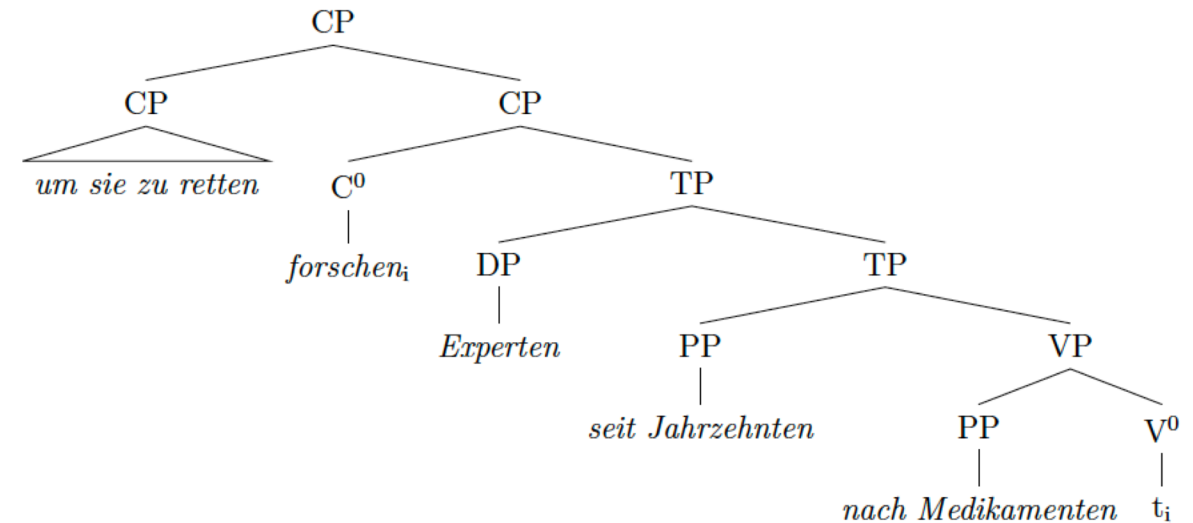 CP
CP CP
um sie zu retten C⁰ TP
forschenᵢ DP TP
Experten PP VP
seit Jahrzehnten PP V⁰
nach Medikamenten tᵢ